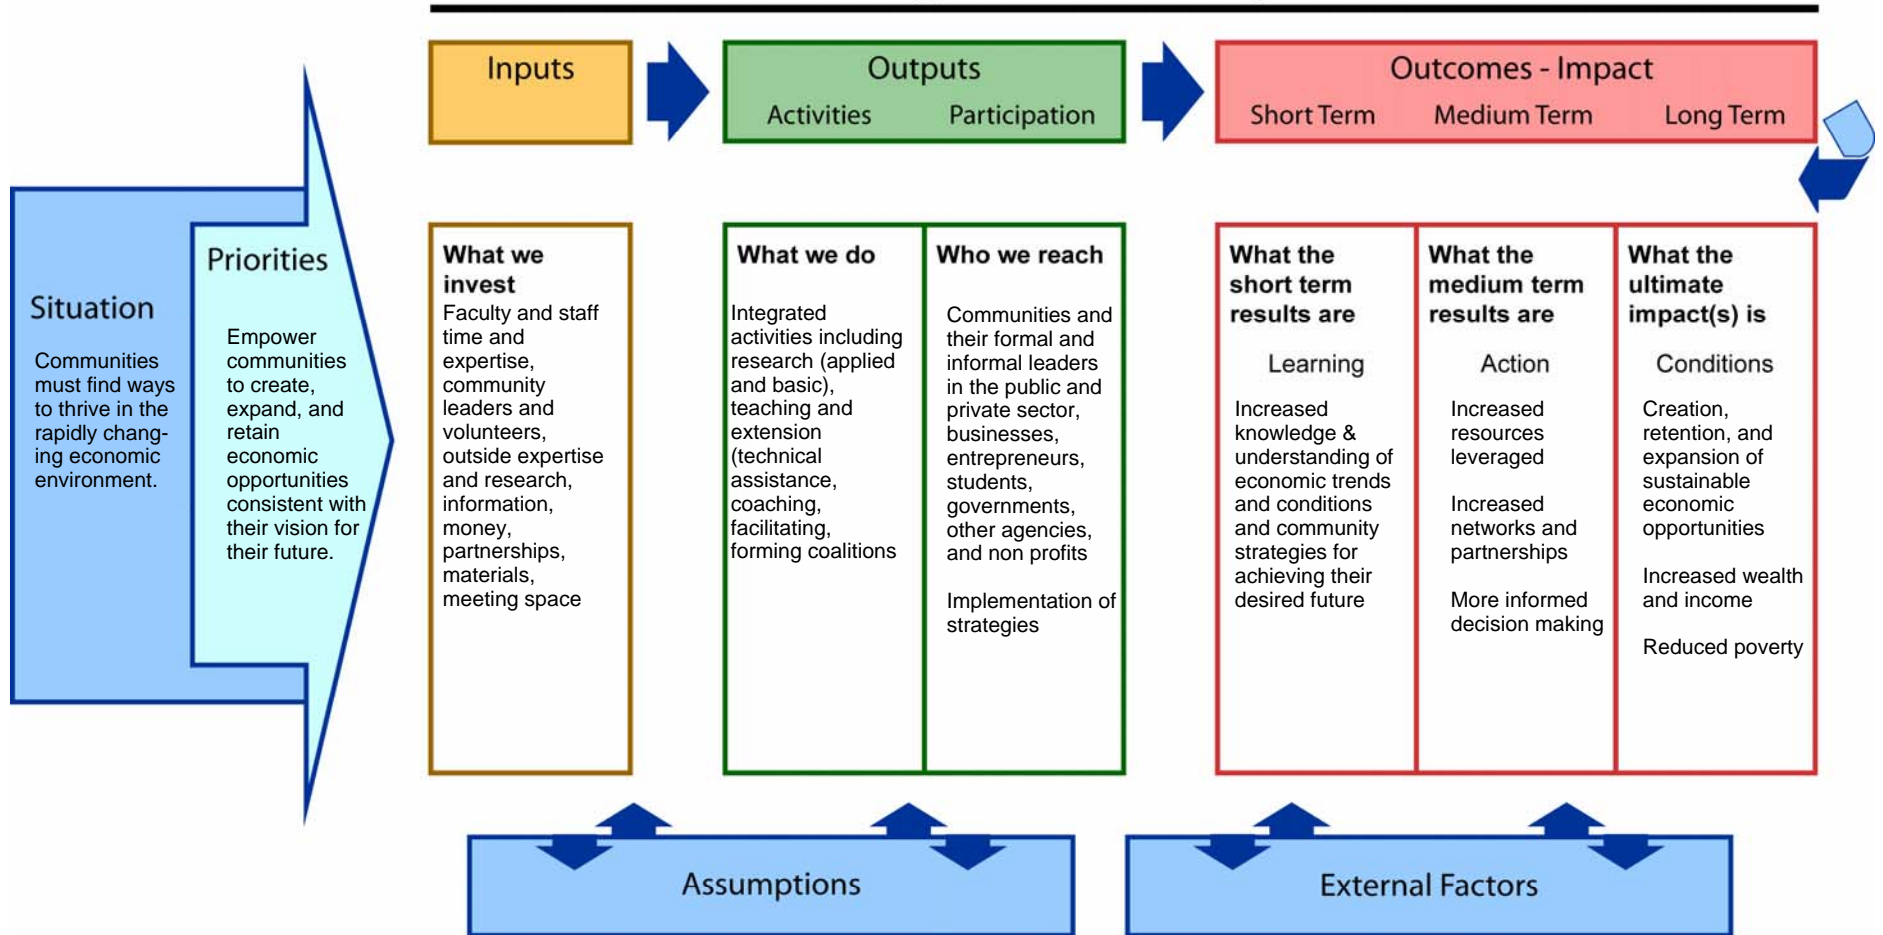 Inputs
Outputs
Activities
Participation
Outcomes - Impact
Short Term
Medium Term
Long Term
Situation
Communities
must find ways
to thrive in the
rapidly chang-
ing economic
environment.
Priorities
Empower
communities
to create,
expand, and
retain
economic
opportunities
consistent with
their vision for
their future.
What we
invest
Faculty and staff
time and
expertise,
community
leaders and
volunteers,
outside expertise
and research,
information,
money,
partnerships,
materials,
meeting space
What we do
Integrated
activities including
research (applied
and basic),
teaching and
extension
(technical
assistance,
coaching,
facilitating,
forming coalitions
Who we reach
Communities and
their formal and
informal leaders
in the public and
private sector,
businesses,
entrepreneurs,
students,
governments,
other agencies,
and non profits
Implementation of
strategies
What the
short term
results are
Learning
Increased
knowledge &
understanding of
economic trends
and conditions
and community
strategies for
achieving their
desired future
What the
medium term
results are
Action
Increased
resources
leveraged
Increased
networks and
partnerships
More informed
decision making
What the
ultimate
impact(s) is
Conditions
Creation,
retention, and
expansion of
sustainable
economic
opportunities
Increased wealth
and income
Reduced poverty
Assumptions
External Factors